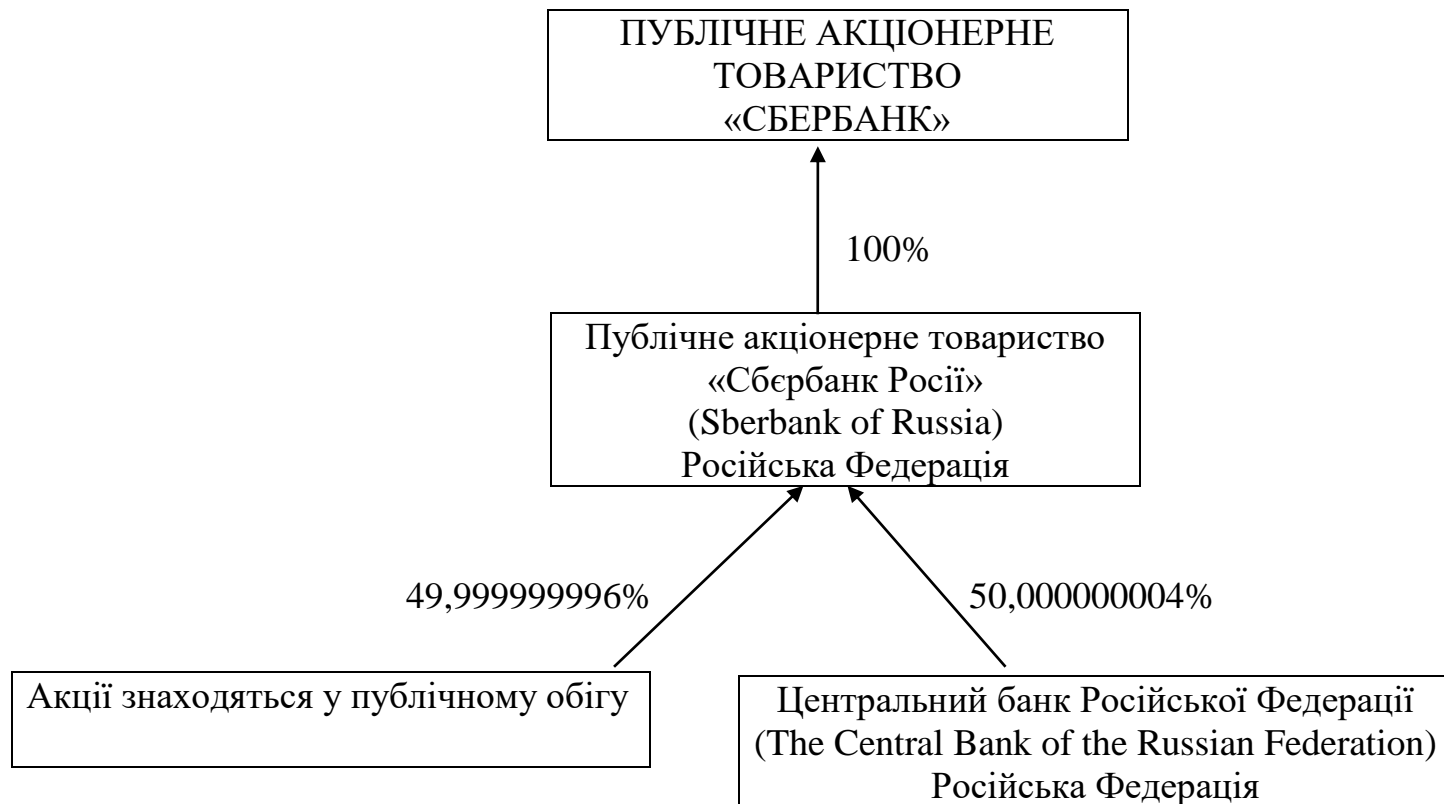 ПУБЛІЧНЕ АКЦІОНЕРНЕ
ТОВАРИСТВО
«СБЕРБАНК»
100%
Публічне акціонерне товариство
«Сбєрбанк Росії»
(Sberbank of Russia)
Російська Федерація
49,999999996%
50,000000004%
Акції знаходяться у публічному обігу
Центральний банк Російської Федерації
(The Central Bank of the Russian Federation)
Російська Федерація